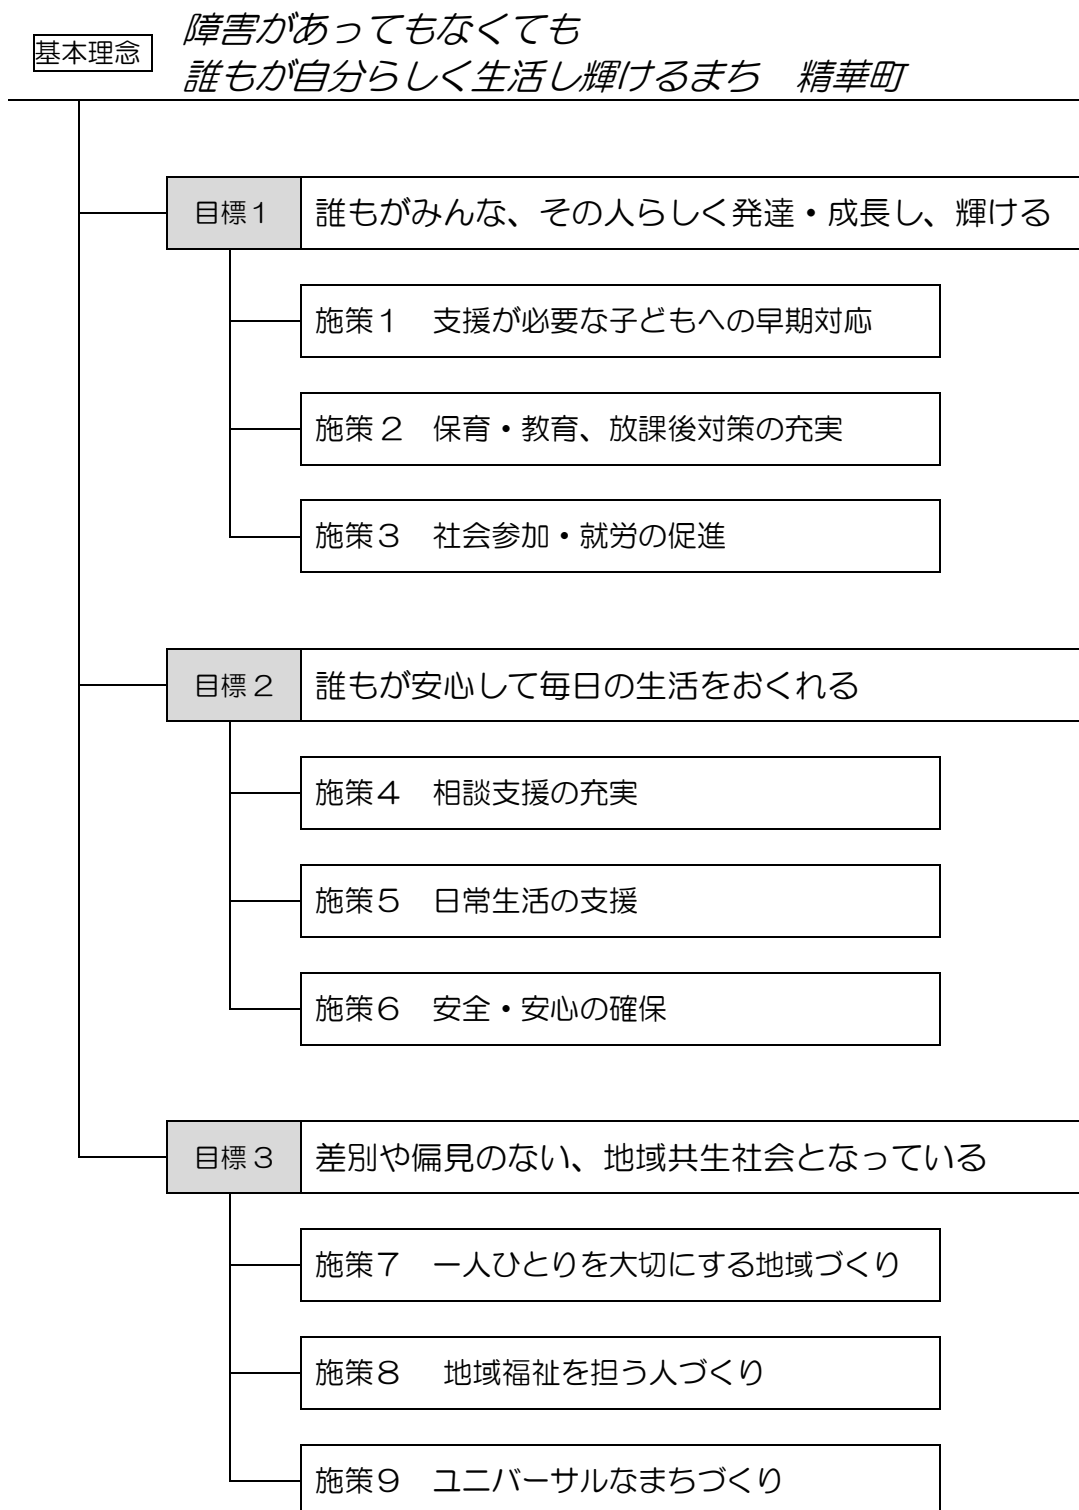 基本理念
障害があってもなくても
誰もが自分らしく生活し輝けるまち　精華町
目標１　誰もがみんな、その人らしく発達・成長し、輝ける
施策１　支援が必要な子どもへの早期対応
施策２　保育・教育、放課後対策の充実
施策３　社会参加・就労の促進
目標２　誰もが安心して毎日の生活をおくれる
施策４　相談支援の充実
施策５　日常生活の支援
施策６　安全・安心の確保
目標３　差別や偏見のない、地域共生社会となっている
施策７　一人ひとりを大切にする地域づくり
施策８　地域福祉を担う人づくり
施策９　ユニバーサルなまちづくり